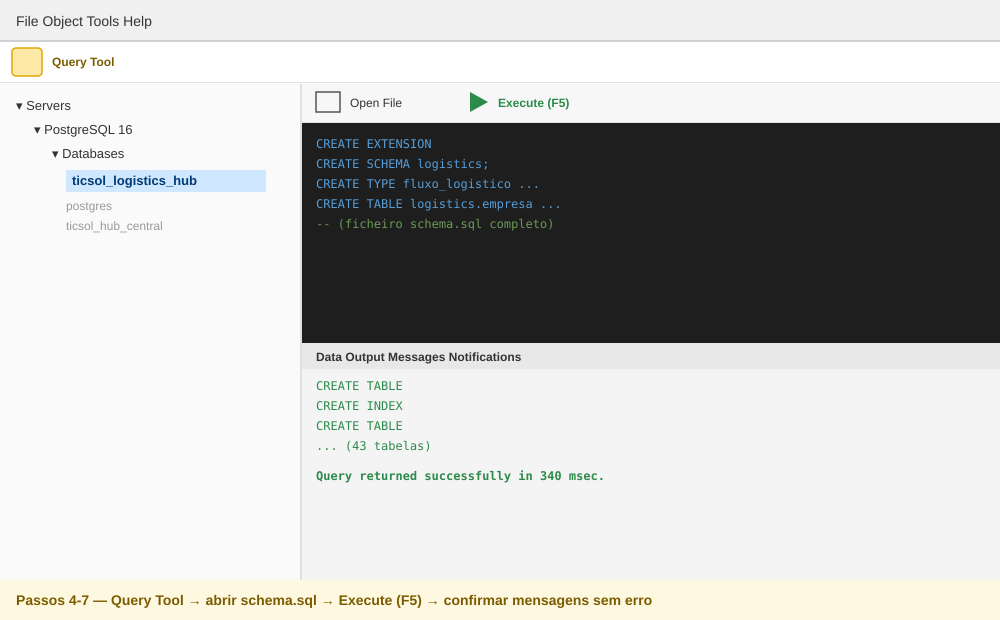 File Object Tools Help
Query Tool
▾ Servers
▾ PostgreSQL 16
▾ Databases
ticsol_logistics_hub
postgres
ticsol_hub_central
Open File
Execute (F5)
CREATE EXTENSION
CREATE SCHEMA logistics;
CREATE TYPE fluxo_logistico ...
CREATE TABLE logistics.empresa ...
-- (ficheiro schema.sql completo)
Data Output Messages Notifications
CREATE TABLE
CREATE INDEX
CREATE TABLE
... (43 tabelas)
Query returned successfully in 340 msec.
Passos 4-7 — Query Tool → abrir schema.sql → Execute (F5) → confirmar mensagens sem erro